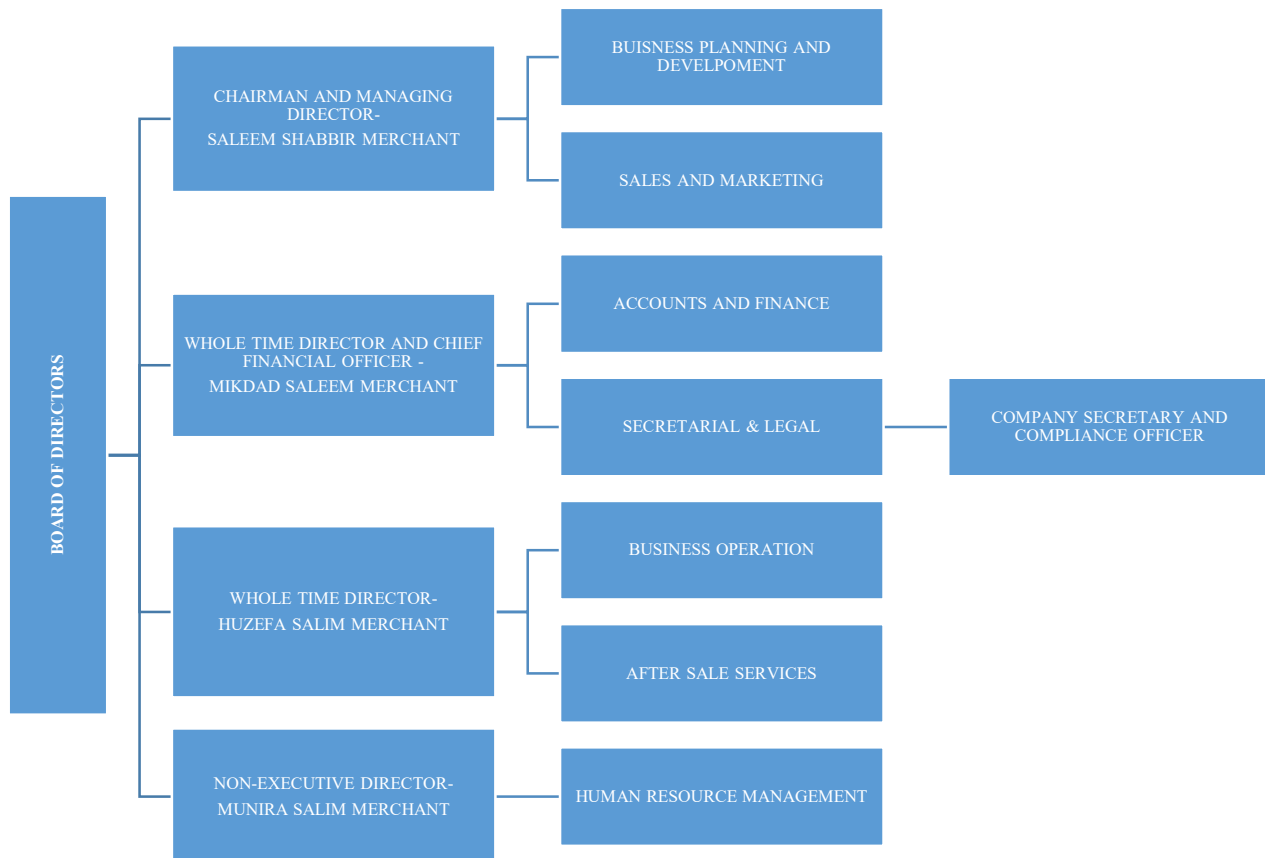 BOARD OF DIRECTORS
CHAIRMAN AND MANAGING
DIRECTOR-
SALEEM SHABBIR MERCHANT
BUISNESS PLANNING AND
DEVELPOMENT
SALES AND MARKETING
WHOLE TIME DIRECTOR AND CHIEF
FINANCIAL OFFICER -
MIKDAD SALEEM MERCHANT
ACCOUNTS AND FINANCE
SECRETARIAL & LEGAL
COMPANY SECRETARY AND
COMPLIANCE OFFICER
WHOLE TIME DIRECTOR-
HUZEFA SALIM MERCHANT
BUSINESS OPERATION
AFTER SALE SERVICES
NON-EXECUTIVE DIRECTOR-
MUNIRA SALIM MERCHANT
HUMAN RESOURCE MANAGEMENT